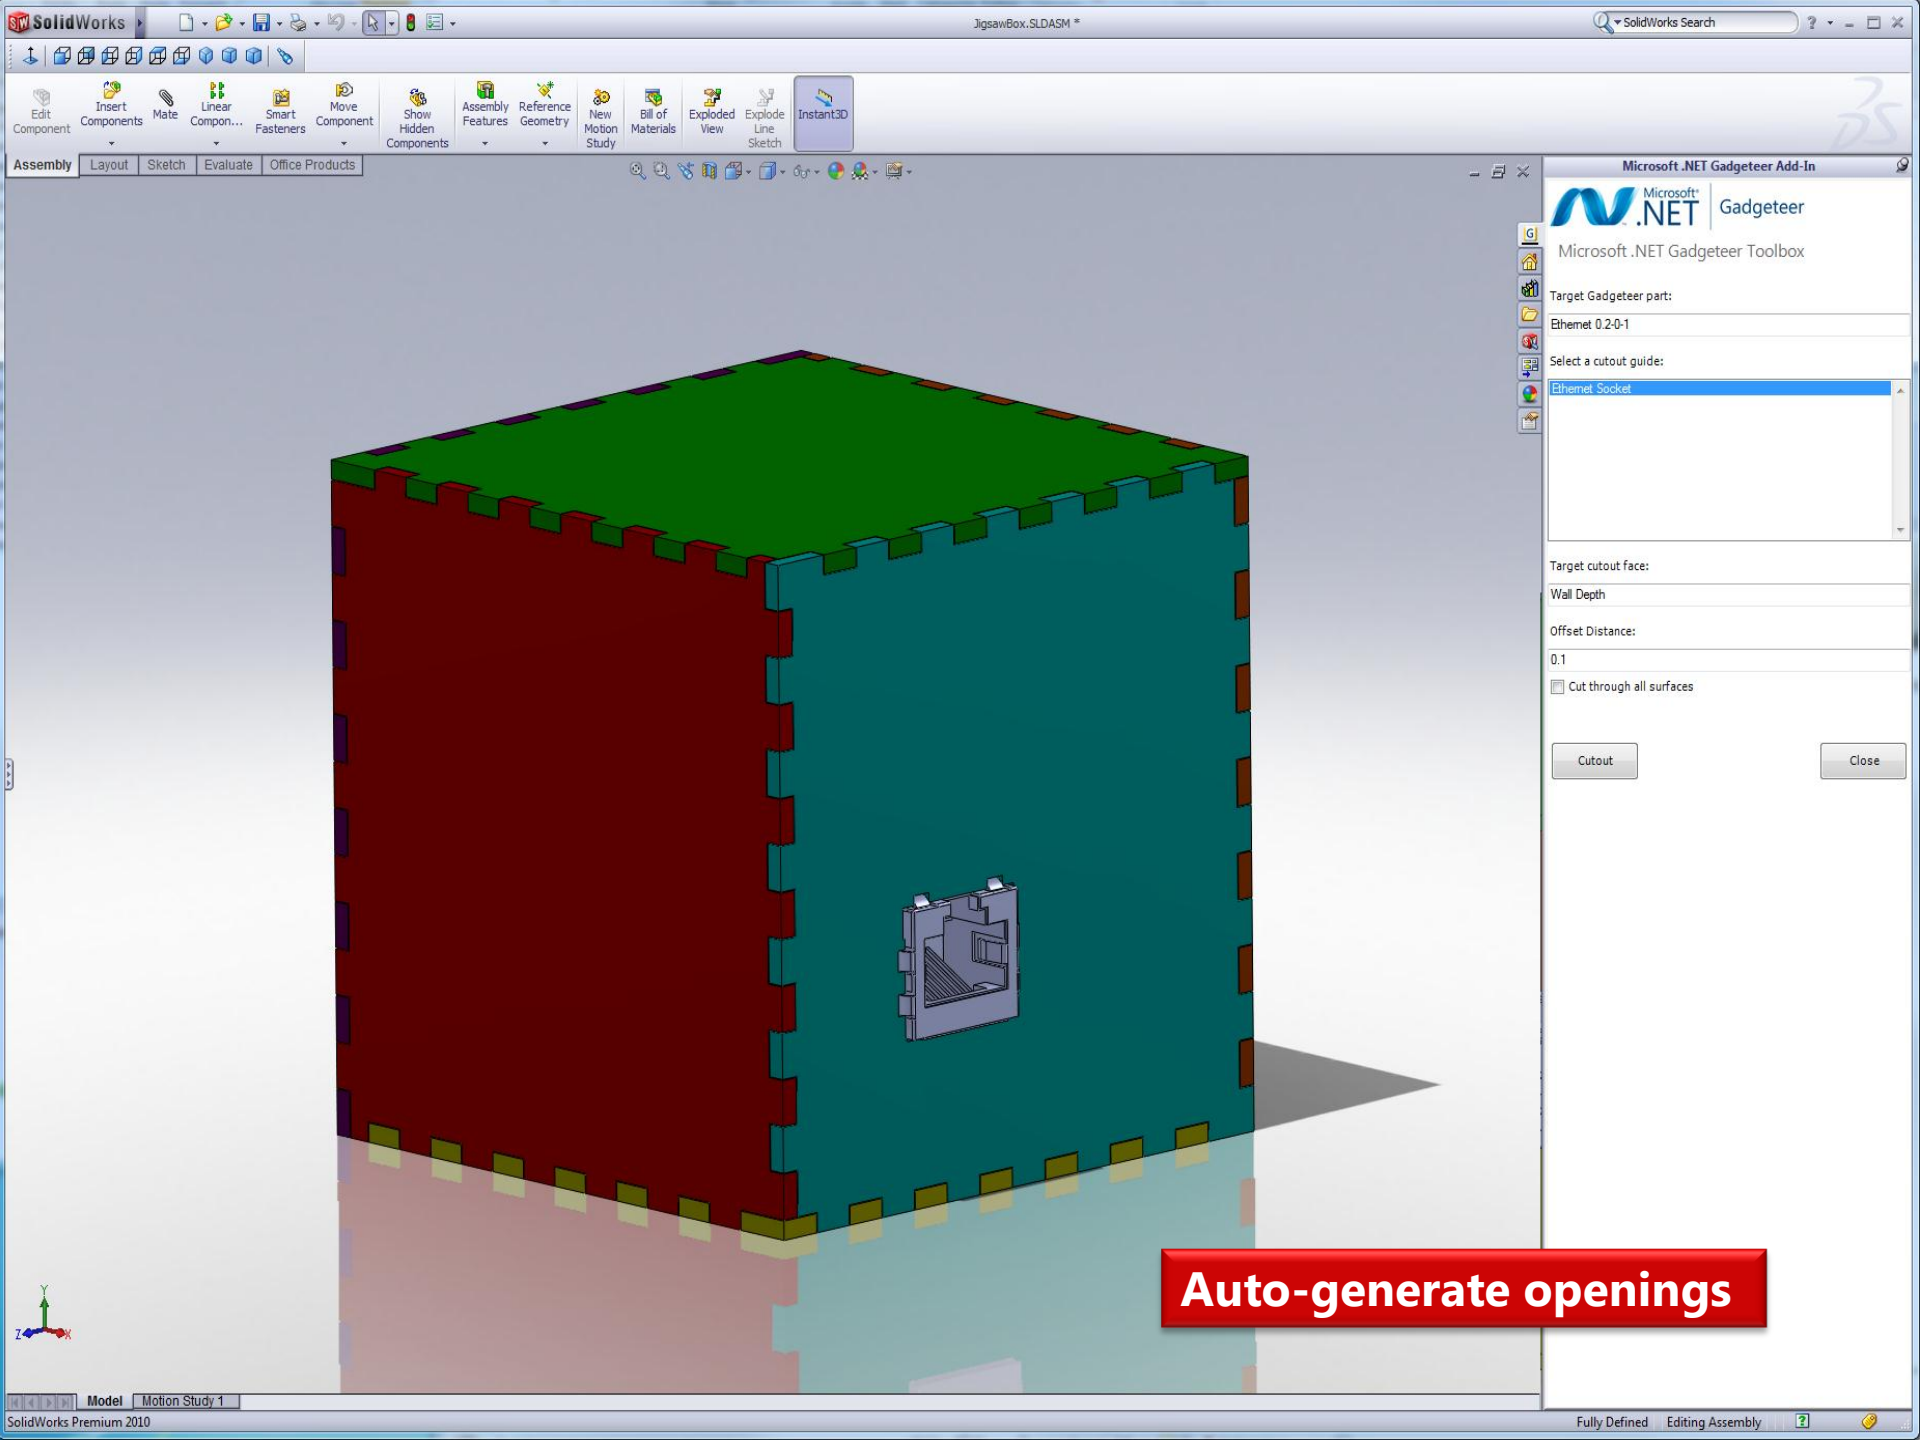 SolidWorks
JigsawBox.SLDASM *
SolidWorks Search
?
Edit Component
Insert Components
Mate
Linear Compon...
Smart Fasteners
Move Component
Show Hidden Components
Assembly Features
Reference Geometry
New Motion Study
Bill of Materials
Exploded View
Explode Line Sketch
Instant3D
Assembly
Layout
Sketch
Evaluate
Office Products
Microsoft .NET Gadgeteer Add-In
Microsoft .NET Gadgeteer
Microsoft .NET Gadgeteer Toolbox
Target Gadgeteer part:
Ethernet 0.2-0-1
Select a cutout guide:
Ethernet Socket
Target cutout face:
Wall Depth
Offset Distance:
0.1
Cut through all surfaces
Cutout
Close
Auto-generate openings
Y
Z
X
Model
Motion Study 1
SolidWorks Premium 2010
Fully Defined
Editing Assembly
?